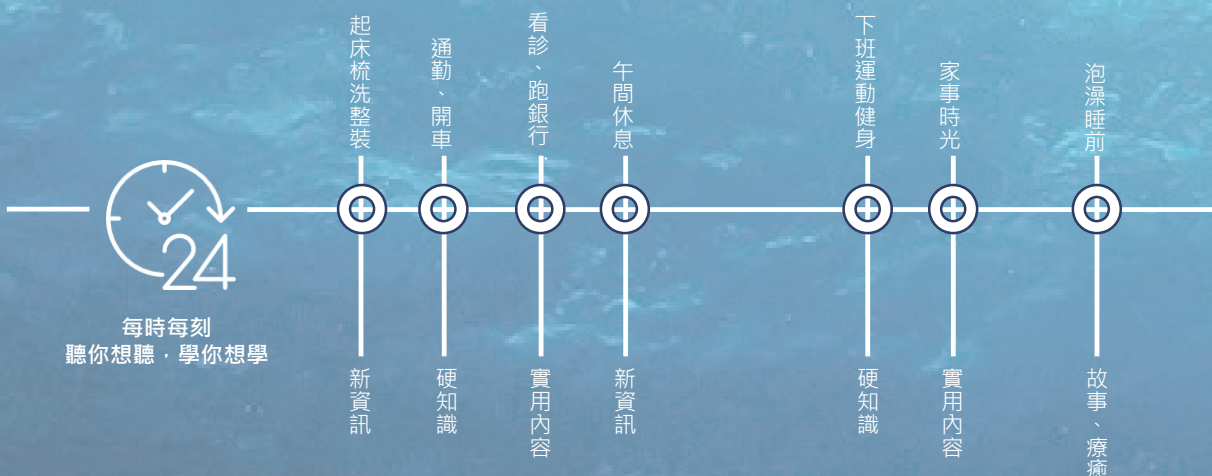 起床梳洗整裝
通勤、開車
看診、跑銀行.
午間休息
下班運動健身
家事時光
泡澡睡前
24
每時每刻
聽你想聽．學你想學
新資訊
硬知識
實用內容
新資訊
硬知識
實用內容
故事、療癒